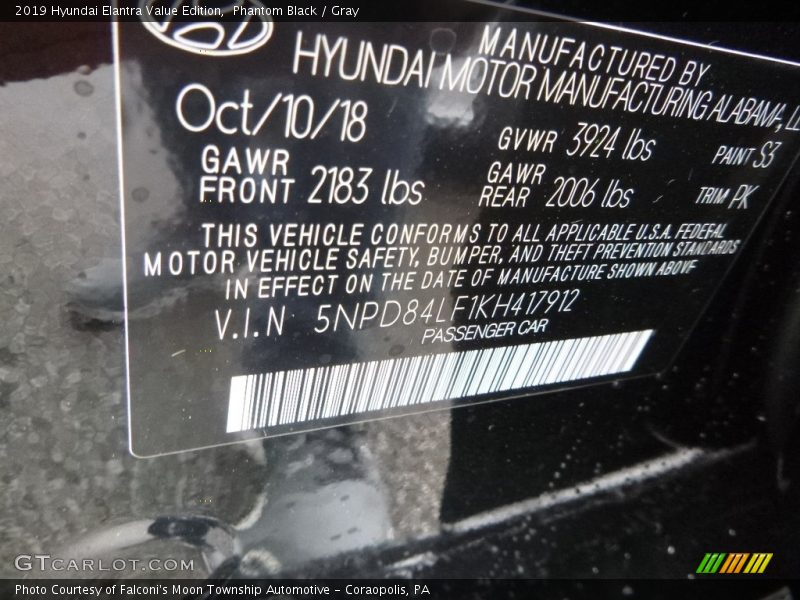 2019 Hyundai Elantra Value Edition, Phantom Black / Gray
MANUFACTURED BY
HYUNDAI MOTOR MANUFACTURING ALABAMA,
Oct/10/18
GVWR 3924 lbs
PAINT S3
GAWR
FRONT 2183 lbs
GAWR
REAR 2006 lbs
TRIM PK
THIS VEHICLE CONFORMS TO ALL APPLICABLE U.S.A. FEDERAL
MOTOR VEHICLE SAFETY, BUMPER, AND THEFT PREVENTION STANDARDS
IN EFFECT ON THE DATE OF MANUFACTURE SHOWN ABOVE
V.I.N 5NPD84LF1KH417912
PASSENGER CAR
GTCARLOT.COM
Photo Courtesy of Falconi's Moon Township Automotive - Coraopolis, PA